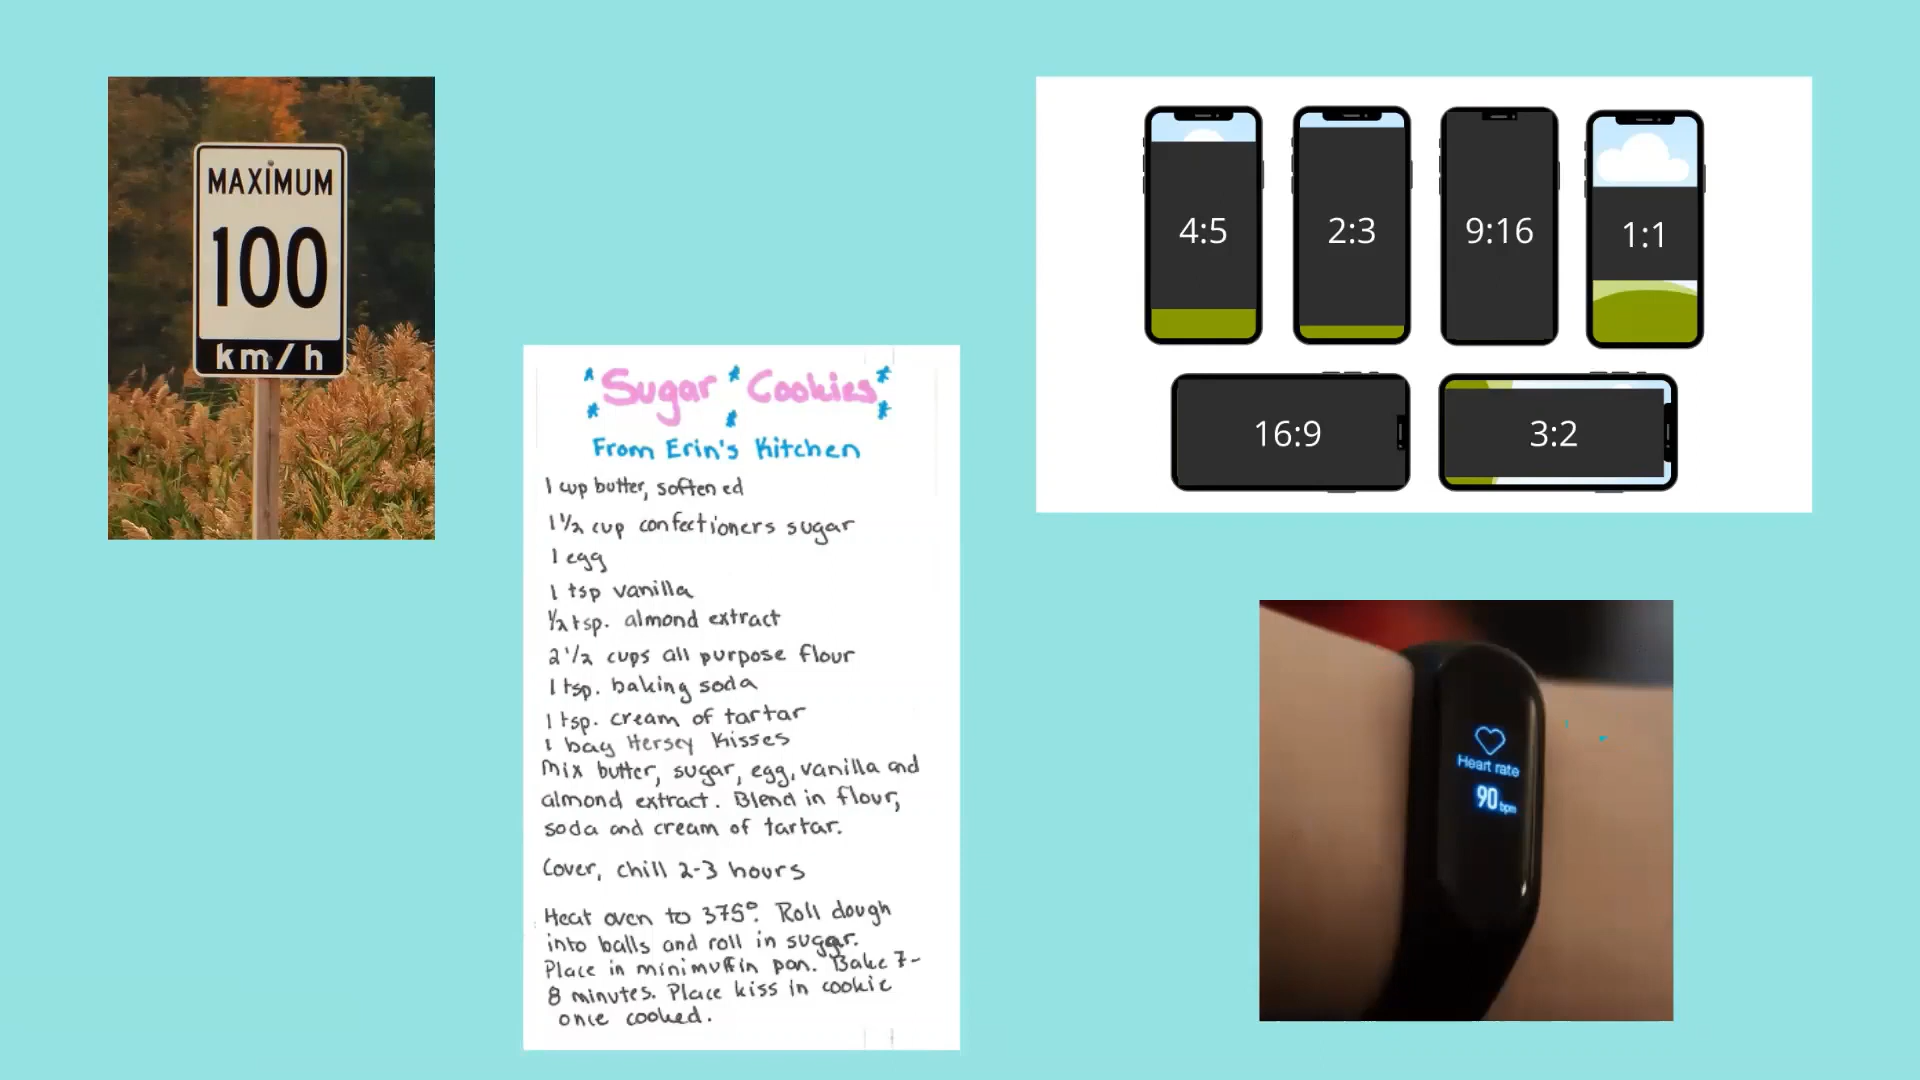 MAXIMUM
100
km/h
Sugar Cookies
From Erin's Kitchen
1 cup butter, softened
1 1/2 cup confectioners sugar
1 egg
1 tsp vanilla
1/2 tsp. almond extract
2 1/2 cups all purpose flour
1 tsp. baking soda
1 tsp. cream of tartar
1 bag Hersey Kisses
Mix butter, sugar, egg, vanilla and
almond extract. Blend in flour,
soda and cream of tartar.
Cover, chill 2-3 hours
Heat oven to 375°. Roll dough
into balls and roll in suggar.
Place in minimuffin pan. Bake 7-
8 minutes. Place kiss in cookie
once cooked.
4:5
2:3
9:16
1:1
16:9
3:2
Heart rate
90 bpm